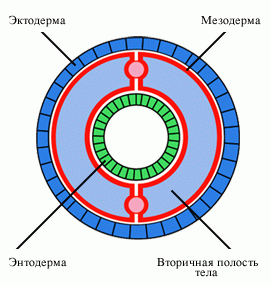 Эктодерма
Мезодерма
Энтодерма
Вторичная полость
тела